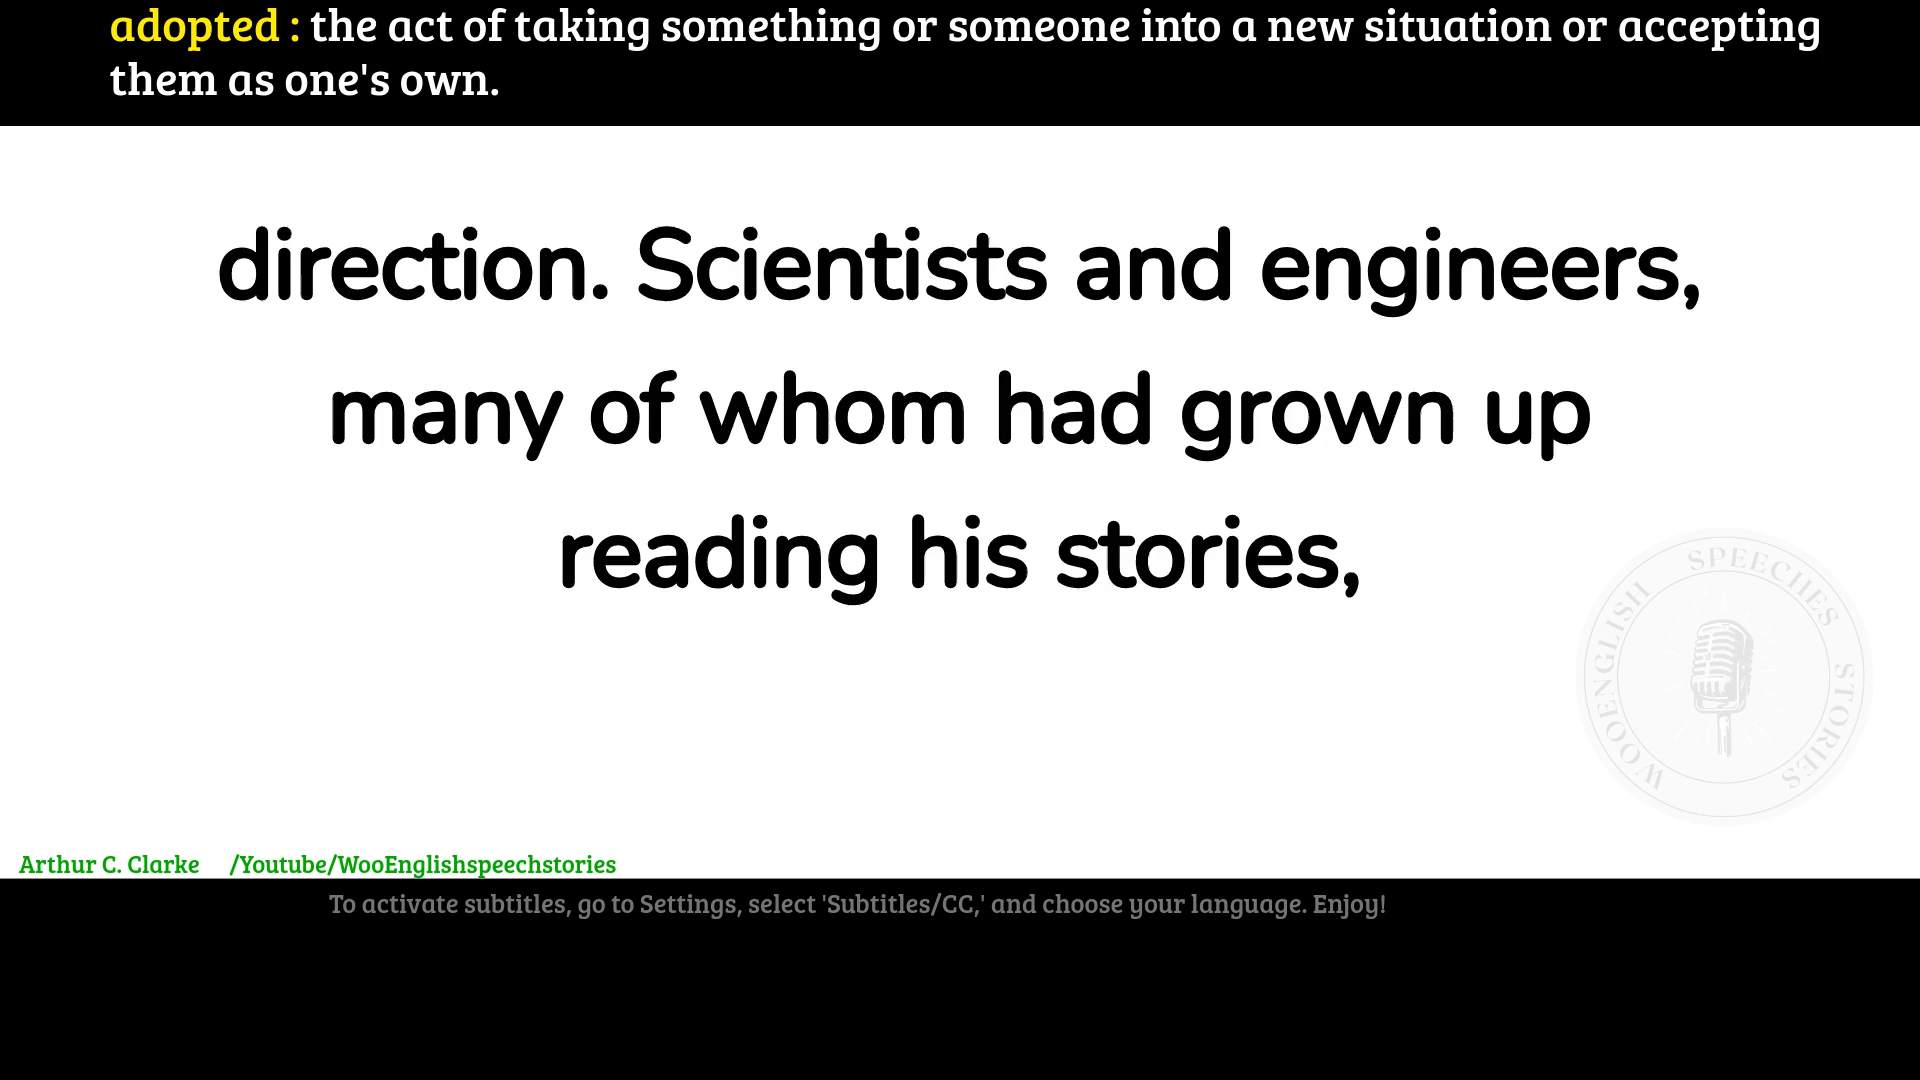 adopted : the act of taking something or someone into a new situation or accepting
them as one's own.
direction. Scientists and engineers,
many of whom had grown up
reading his stories,
WOOENGLISH SPEECHES STORIES
Arthur C. Clarke /Youtube/WooEnglishspeechstories
To activate subtitles, go to Settings, select 'Subtitles/CC,' and choose your language. Enjoy!